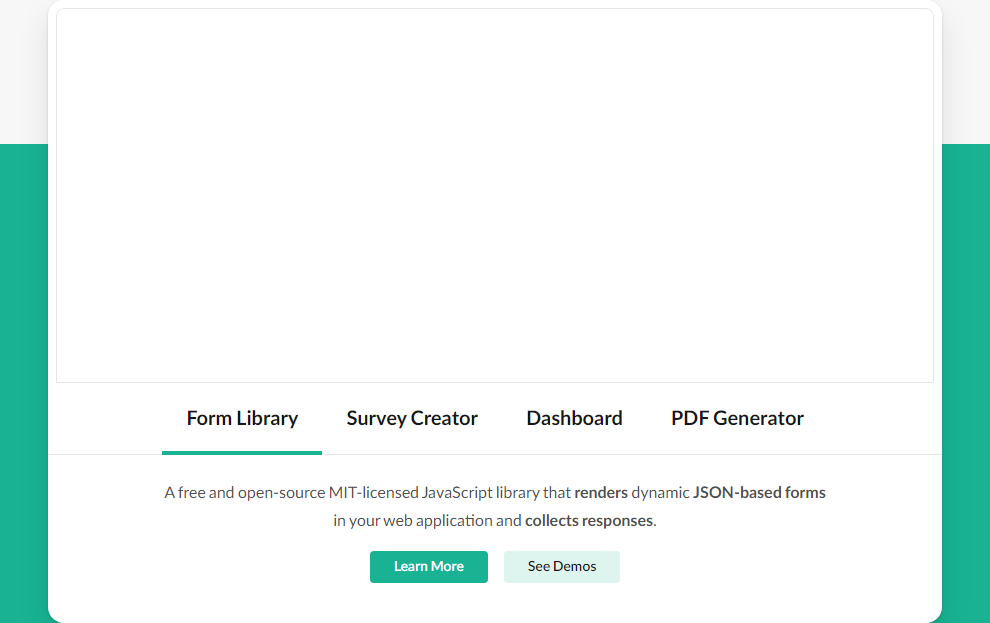 Form Library Survey Creator Dashboard PDF Generator
A free and open-source MIT-licensed JavaScript library that renders dynamic JSON-based forms
in your web application and collects responses.
Learn More See Demos